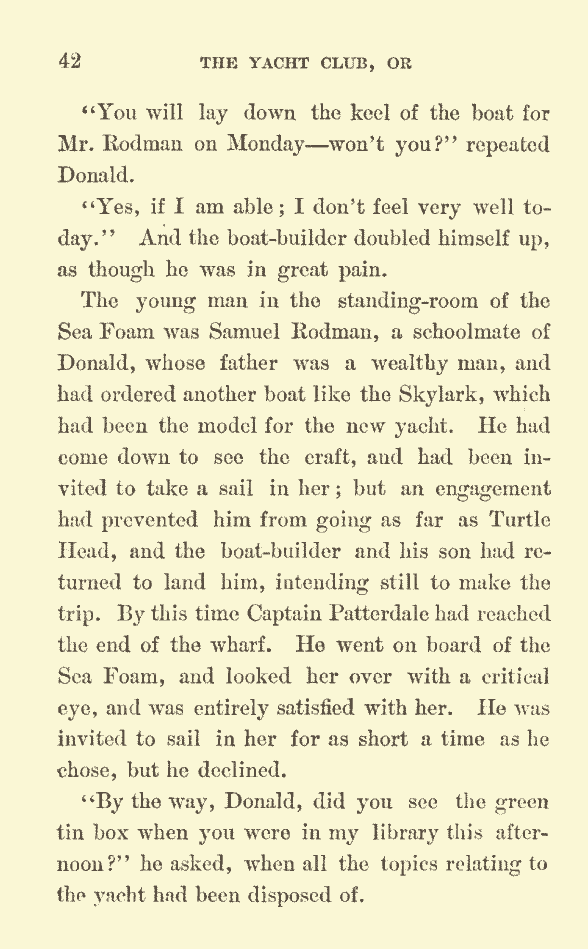 42 THE YACHT CLUB, OR
"You will lay down the keel of the boat for
Mr. Rodman on Monday—won't you?" repeated
Donald.
"Yes, if I am able; I don't feel very well to-
day." And the boat-builder doubled himself up,
as though he was in great pain.
The young man in the standing-room of the
Sea Foam was Samuel Rodman, a schoolmate of
Donald, whose father was a wealthy man, and
had ordered another boat like the Skylark, which
had been the model for the new yacht. He had
come down to see the craft, and had been in-
vited to take a sail in her; but an engagement
had prevented him from going as far as Turtle
Head, and the boat-builder and his son had re-
turned to land him, intending still to make the
trip. By this time Captain Patterdale had reached
the end of the wharf. He went on board of the
Sea Foam, and looked her over with a critical
eye, and was entirely satisfied with her. He was
invited to sail in her for as short a time as he
chose, but he declined.
"By the way, Donald, did you see the green
tin box when you were in my library this after-
noon?" he asked, when all the topics relating to
the yacht had been disposed of.